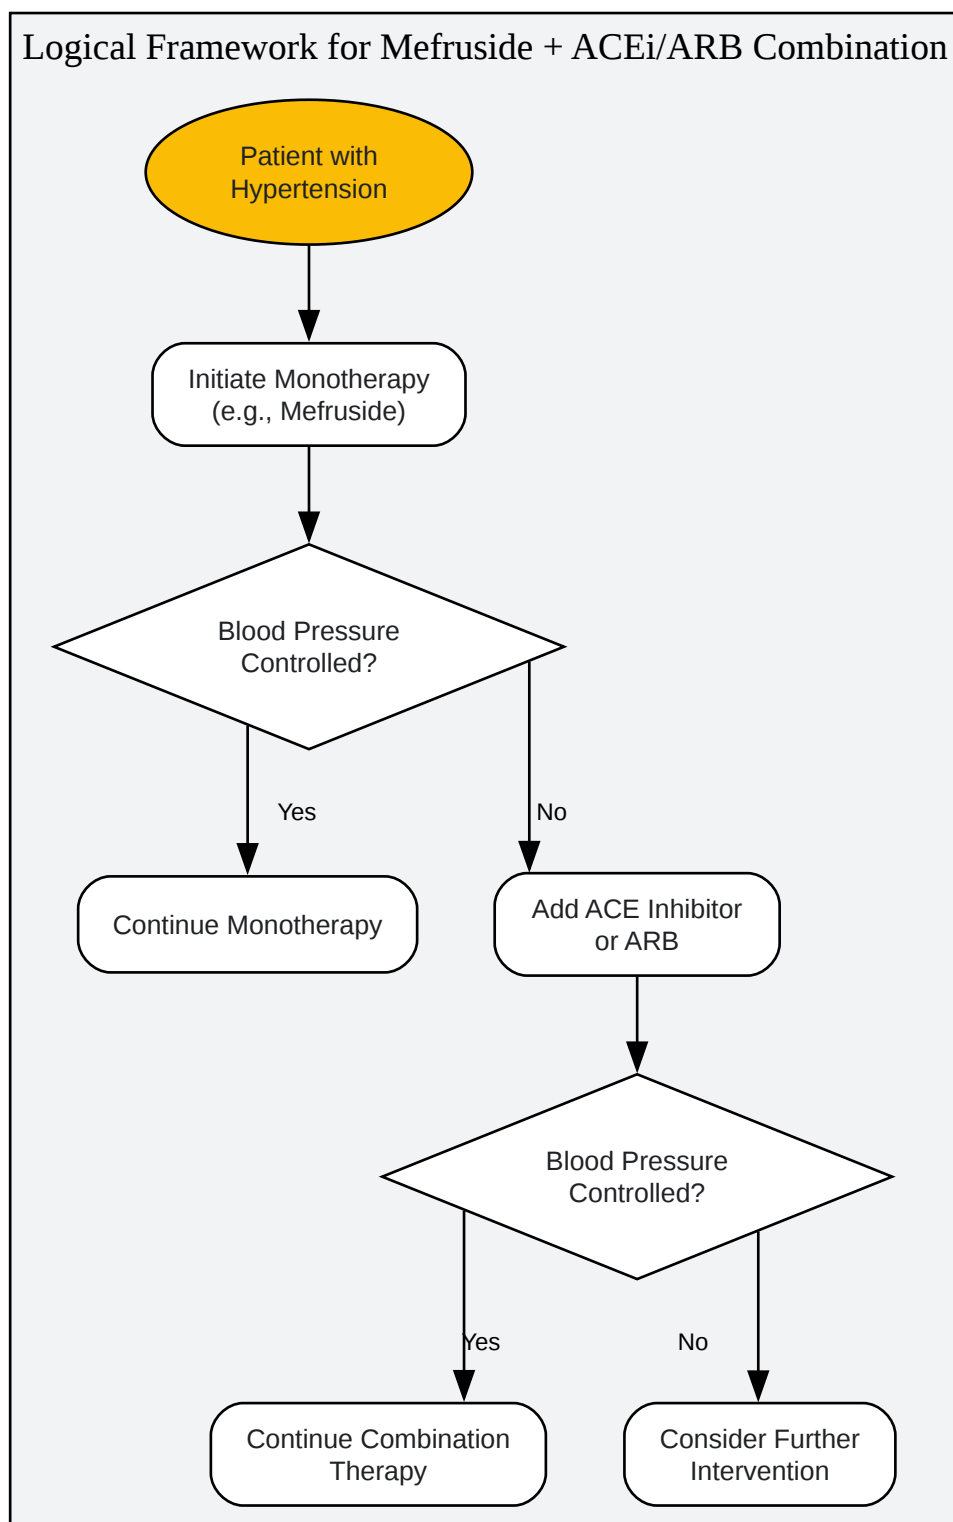 Logical Framework for Mefruside + ACEi/ARB Combination
Patient with
Hypertension
Initiate Monotherapy
(e.g., Mefruside)
Blood Pressure
Controlled?
Yes
No
Continue Monotherapy
Add ACE Inhibitor
or ARB
Blood Pressure
Controlled?
Yes
No
Continue Combination
Therapy
Consider Further
Intervention